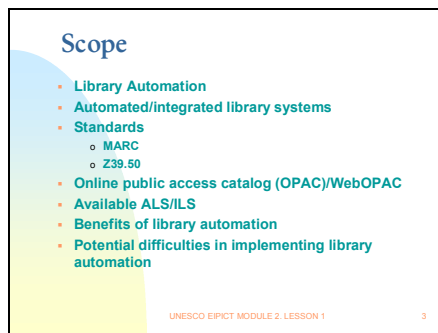 Scope
▪ Library Automation
▪ Automated/integrated library systems
▪ Standards
o MARC
o Z39.50
▪ Online public access catalog (OPAC)/WebOPAC
▪ Available ALS/ILS
▪ Benefits of library automation
▪ Potential difficulties in implementing library
automation
UNESCO EIPICT MODULE 2. LESSON 1 3